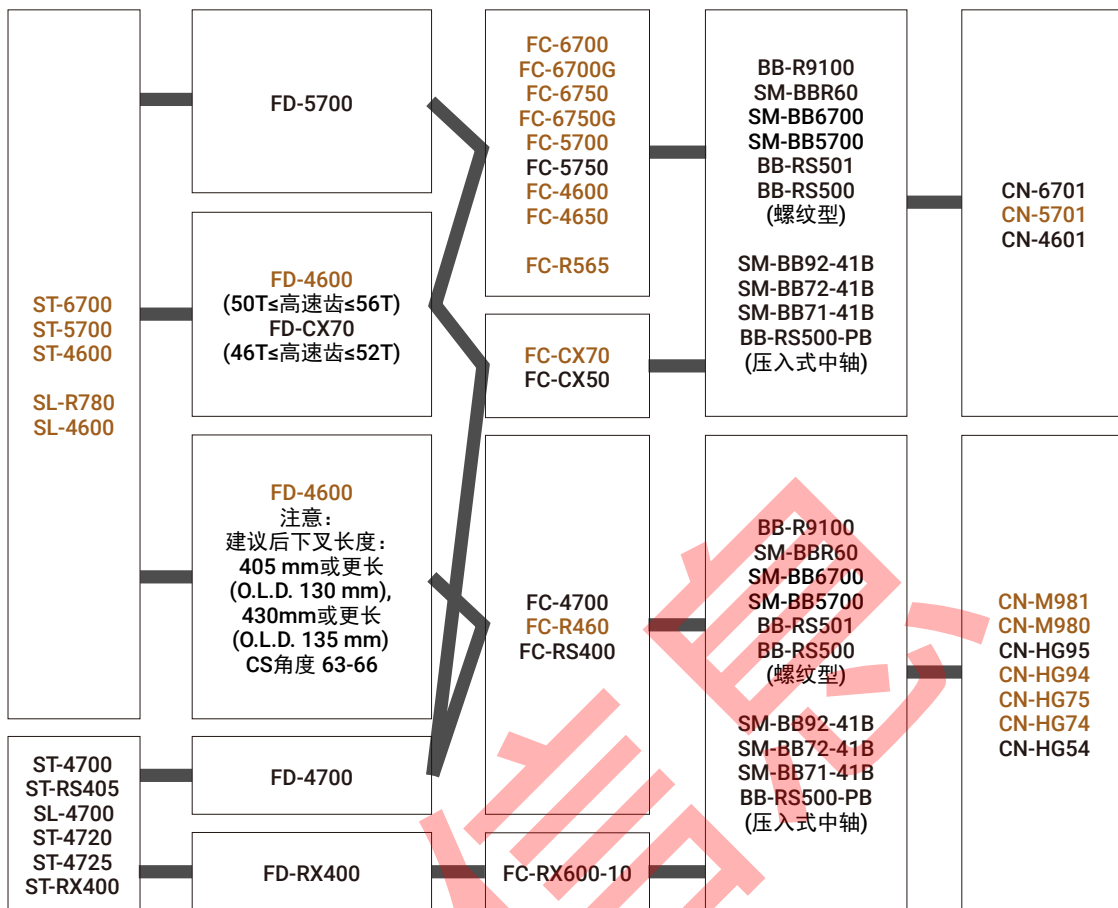 ST-6700
ST-5700
ST-4600
SL-R780
SL-4600
ST-4700
ST-RS405
SL-4700
ST-4720
ST-4725
ST-RX400
FD-5700
FD-4600
(50T≤高速齿≤56T)
FD-CX70
(46T≤高速齿≤52T)
FD-4600
注意：
建议后下叉长度：
405 mm或更长
(O.L.D. 130 mm),
430mm或更长
(O.L.D. 135 mm)
CS角度 63-66
FD-4700
FD-RX400
FC-6700
FC-6700G
FC-6750
FC-6750G
FC-5700
FC-5750
FC-4600
FC-4650
FC-R565
FC-CX70
FC-CX50
FC-4700
FC-R460
FC-RS400
FC-RX600-10
BB-R9100
SM-BBR60
SM-BB6700
SM-BB5700
BB-RS501
BB-RS500
(螺纹型)
SM-BB92-41B
SM-BB72-41B
SM-BB71-41B
BB-RS500-PB
(压入式中轴)
BB-R9100
SM-BBR60
SM-BB6700
SM-BB5700
BB-RS501
BB-RS500
(螺纹型)
SM-BB92-41B
SM-BB72-41B
SM-BB71-41B
BB-RS500-PB
(压入式中轴)
CN-6701
CN-5701
CN-4601
CN-M981
CN-M980
CN-HG95
CN-HG94
CN-HG75
CN-HG74
CN-HG54
信息